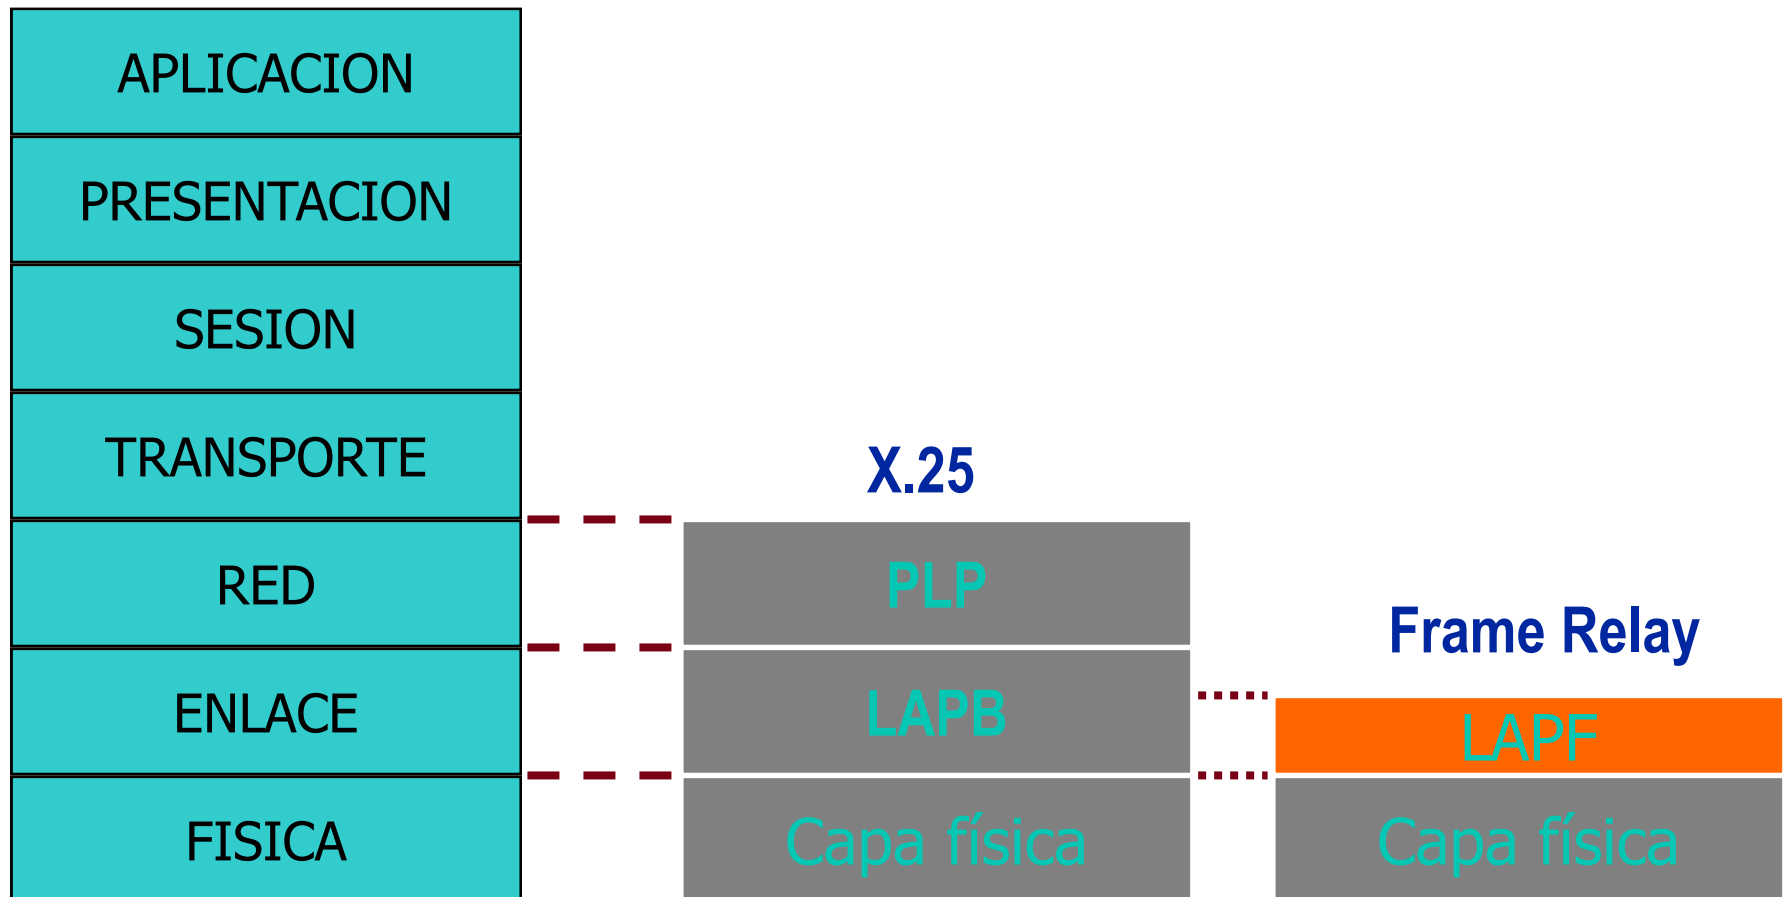 APLICACION
PRESENTACION
SESION
TRANSPORTE
RED
ENLACE
FISICA
X.25
PLP
LAPB
Capa física
Frame Relay
LAPF
Capa física